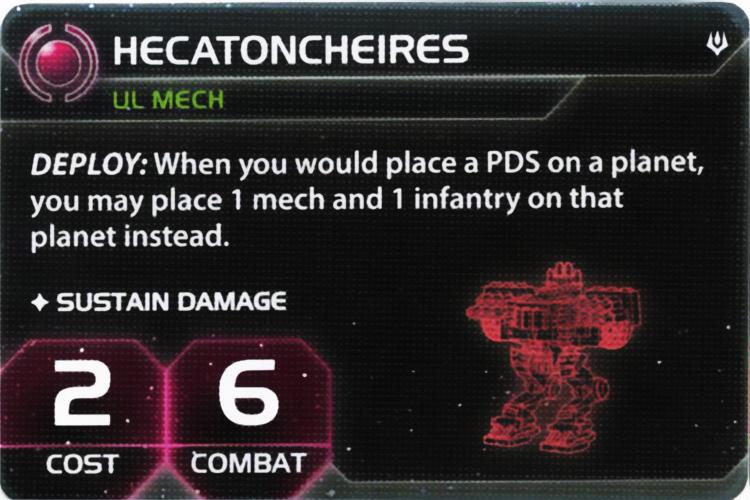 HECATONCHEIRES
UL MECH
DEPLOY: When you would place a PDS on a planet,
you may place 1 mech and 1 infantry on that
planet instead.
✦ SUSTAIN DAMAGE
2
COST
6
COMBAT